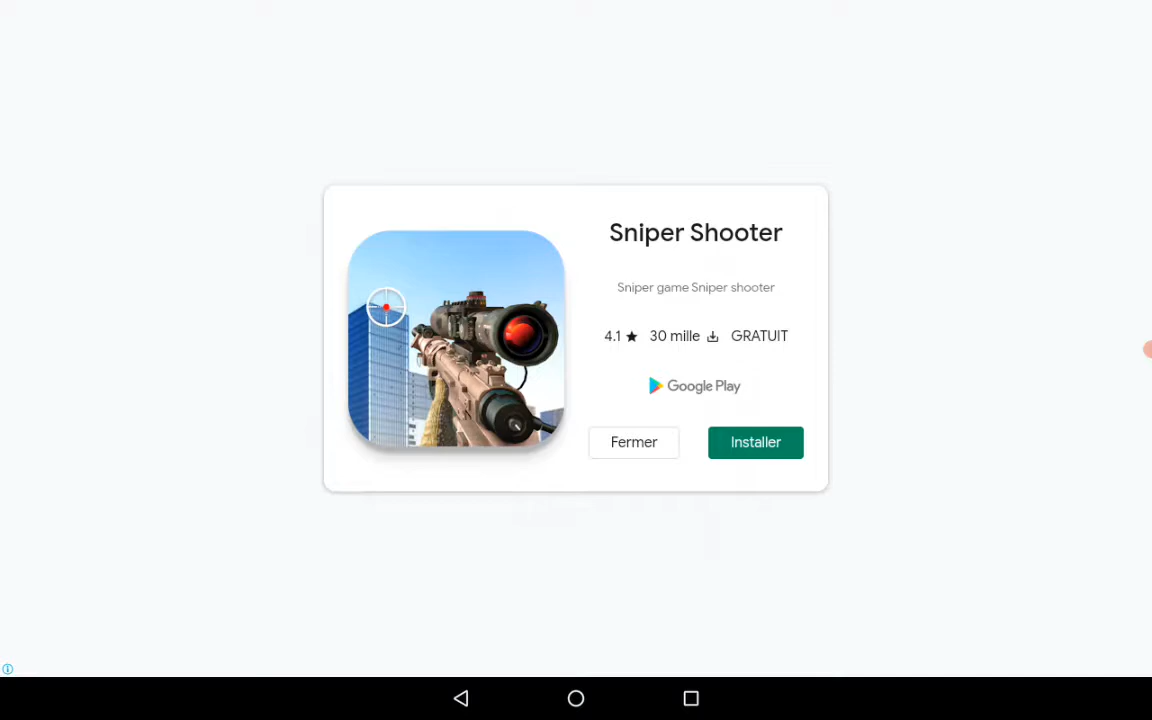 Sniper Shooter
Sniper game Sniper shooter
4.1 ★ 30 mille GRATUIT
Google Play
Fermer Installer